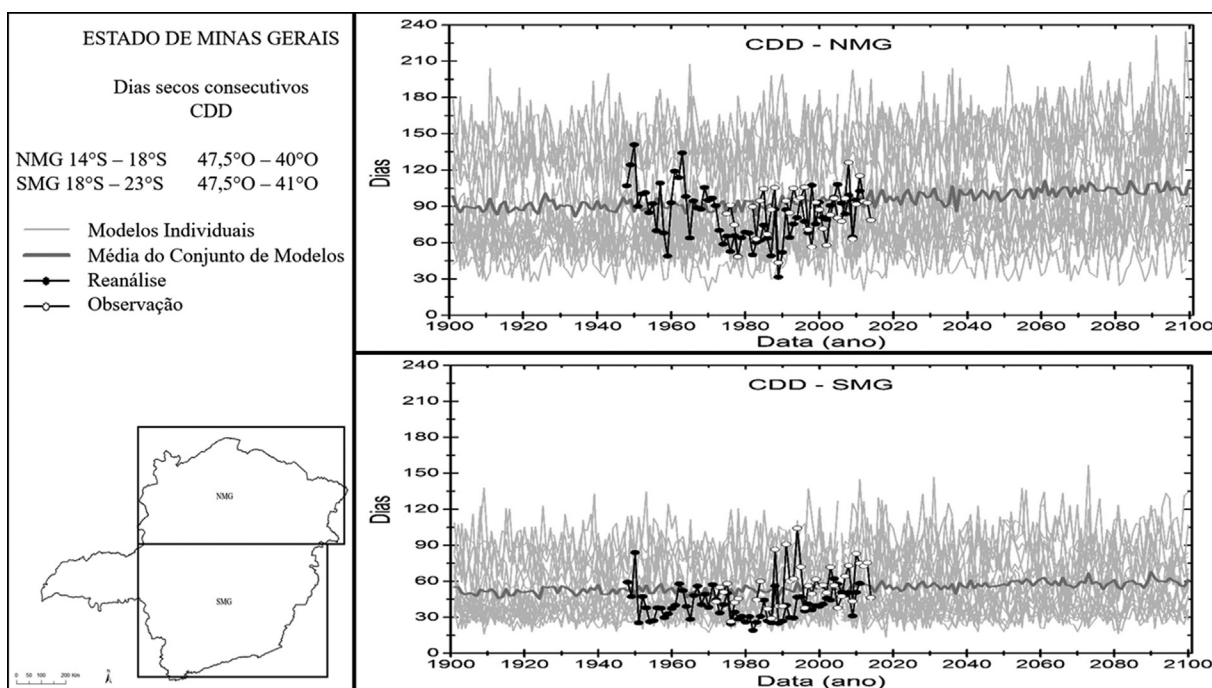 ESTADO DE MINAS GERAIS
Dias secos consecutivos
CDD
NMG 14°S – 18°S 47,5°O – 40°O
SMG 18°S – 23°S 47,5°O – 41°O
Modelos Individuais
Média do Conjunto de Modelos
Reanálise
Observação
NMG
SMG
0 50 100 200 Km
N
CDD - NMG
Dias
240
210
180
150
120
90
60
30
0
1900 1920 1940 1960 1980 2000 2020 2040 2060 2080 2100
Data (ano)
CDD - SMG
Dias
240
210
180
150
120
90
60
30
0
1900 1920 1940 1960 1980 2000 2020 2040 2060 2080 2100
Data (ano)